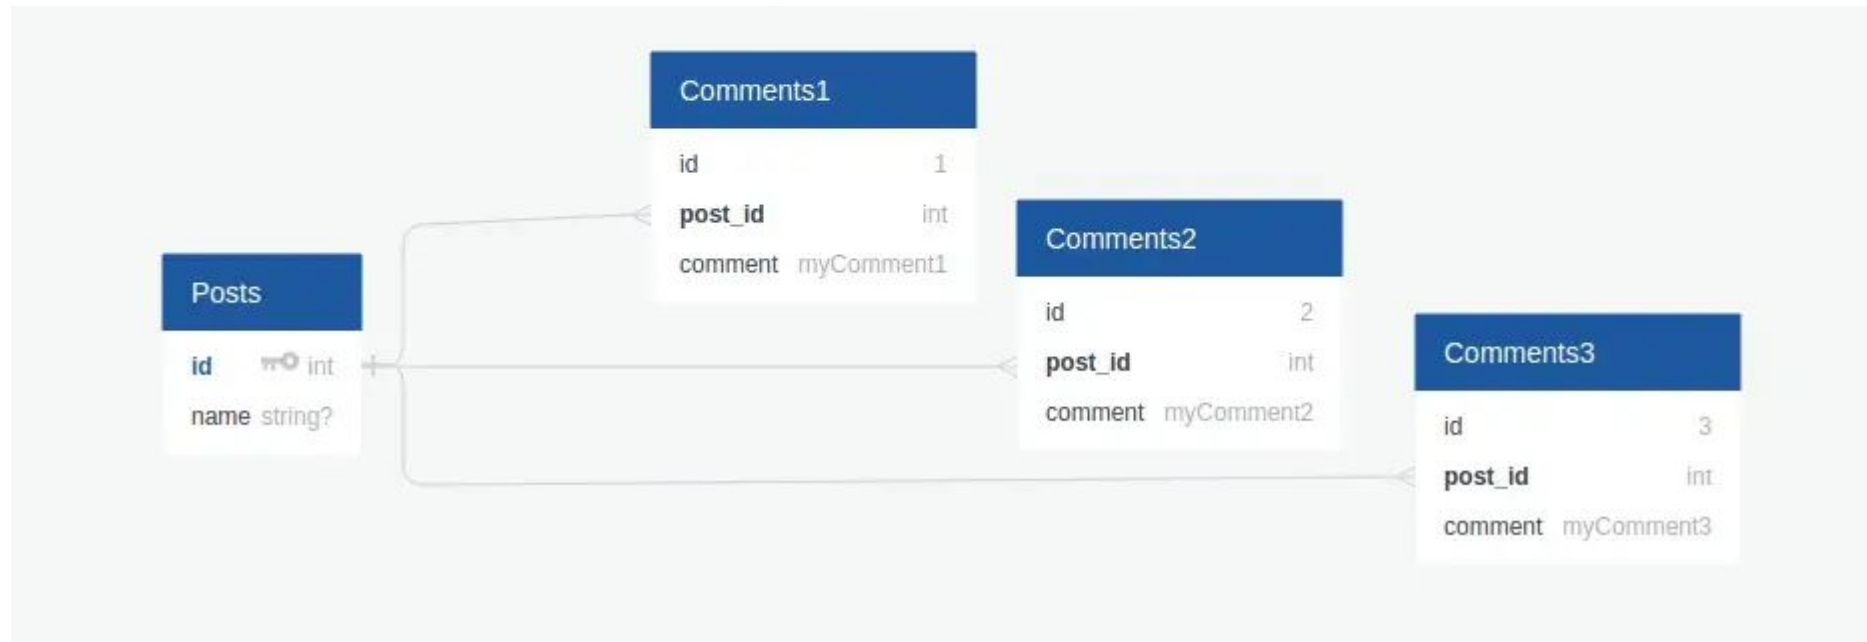 Posts
id int
name string?
Comments1
id 1
post_id int
comment myComment1
Comments2
id 2
post_id int
comment myComment2
Comments3
id 3
post_id int
comment myComment3